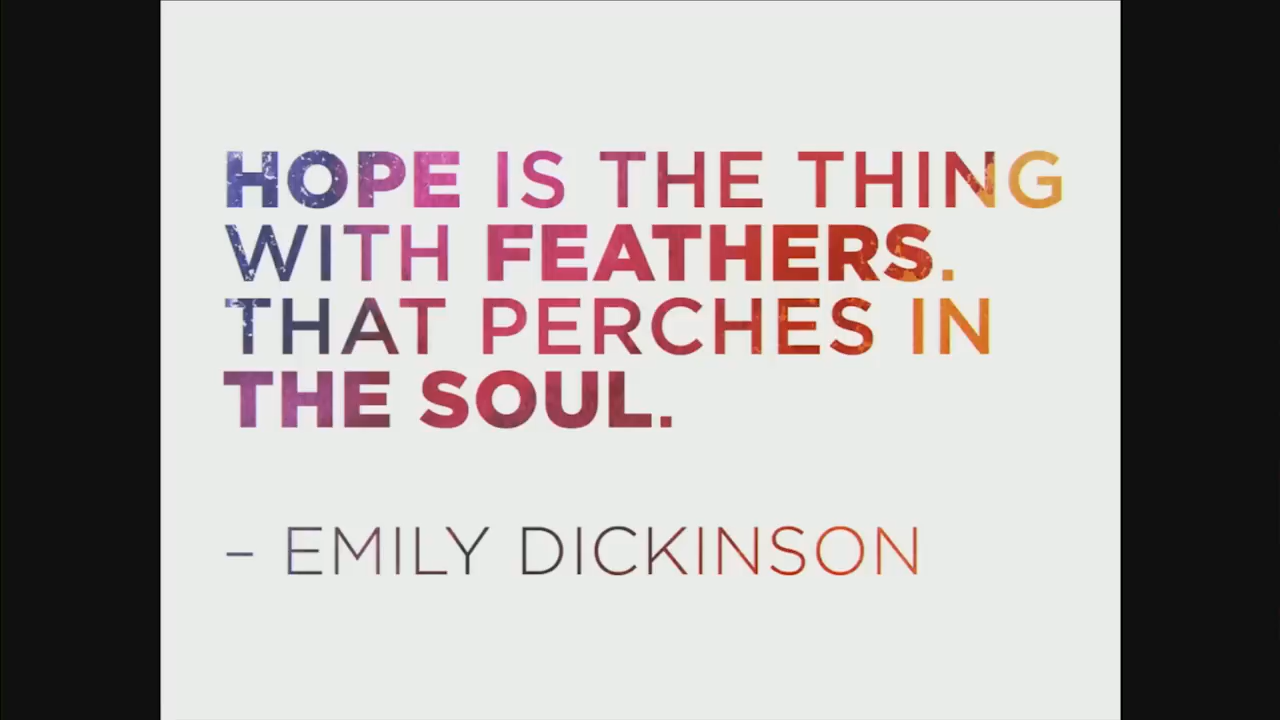 HOPE IS THE THING
WITH FEATHERS.
THAT PERCHES IN
THE SOUL.
– EMILY DICKINSON